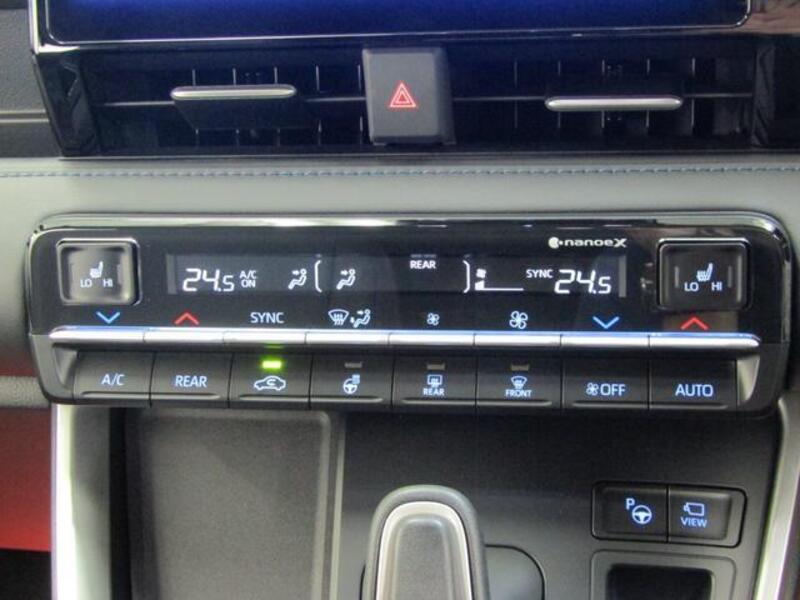 nanoeX
LO HI
24.5 A/C ON
REAR
SYNC 24.5
LO HI
SYNC
A/C REAR REAR FRONT OFF AUTO
P VIEW